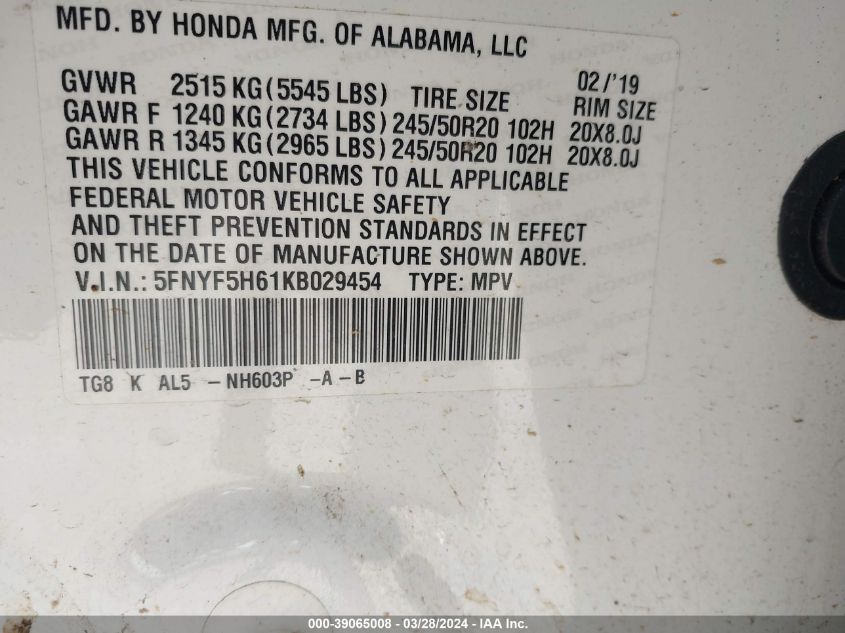 MFD. BY HONDA MFG. OF ALABAMA, LLC
02/'19
GVWR 2515 KG (5545 LBS) TIRE SIZE RIM SIZE
GAWR F 1240 KG (2734 LBS) 245/50R20 102H 20X8.0J
GAWR R 1345 KG (2965 LBS) 245/50R20 102H 20X8.0J
THIS VEHICLE CONFORMS TO ALL APPLICABLE
FEDERAL MOTOR VEHICLE SAFETY
AND THEFT PREVENTION STANDARDS IN EFFECT
ON THE DATE OF MANUFACTURE SHOWN ABOVE.
V.I.N.: 5FNYF5H61KB029454 TYPE: MPV
TG8 K AL5 -NH603P -A-B
000-39065008 - 03/28/2024 - IAA Inc.